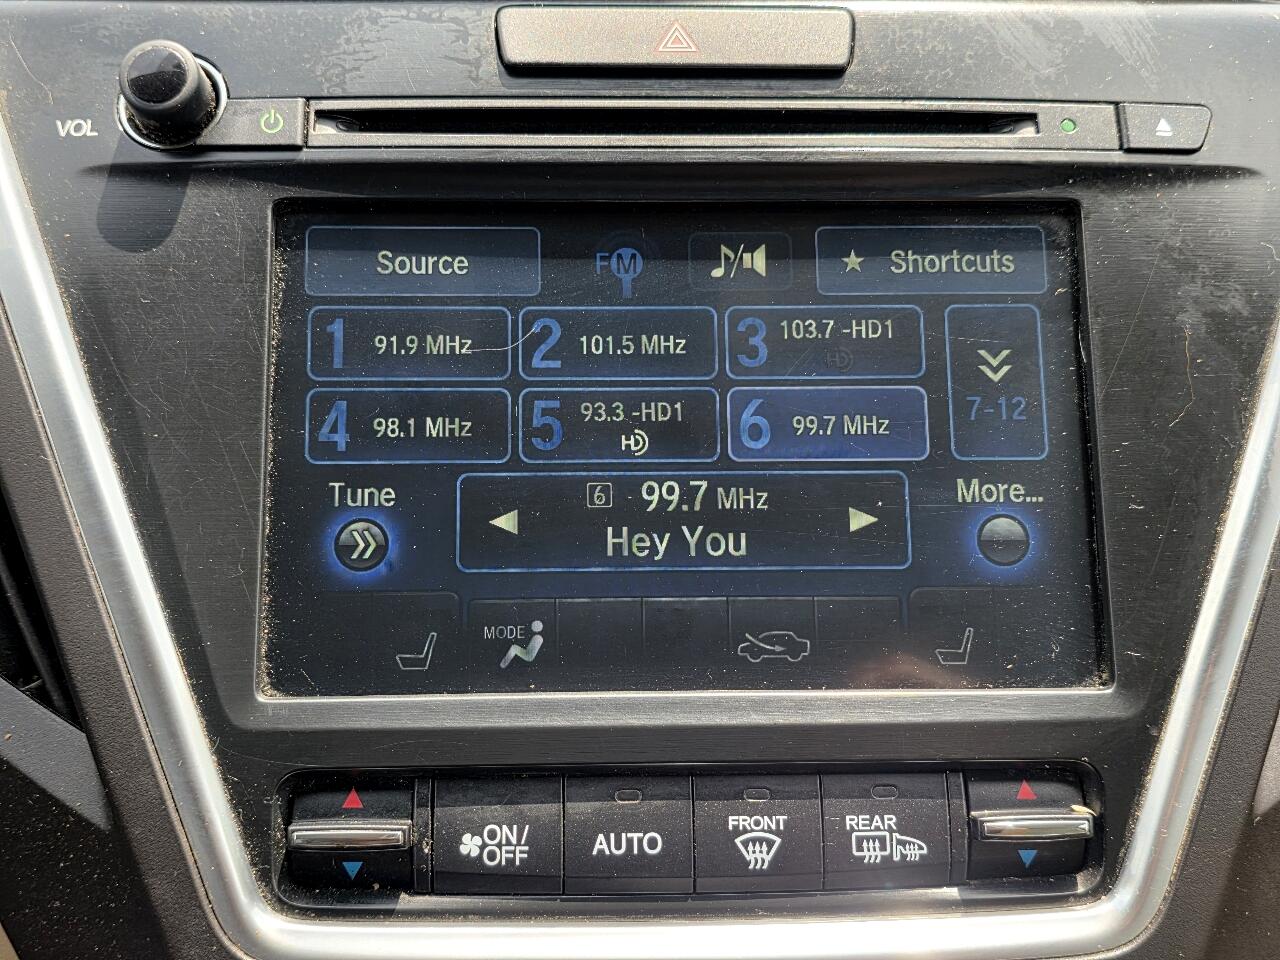 VOL
Source
FM
★ Shortcuts
1 91.9 MHz
2 101.5 MHz
3 103.7 -HD1
HD
7-12
4 98.1 MHz
5 93.3 -HD1
HD
6 99.7 MHz
Tune
6 99.7 MHz
Hey You
More...
MODE
ON/
OFF
AUTO
FRONT
REAR